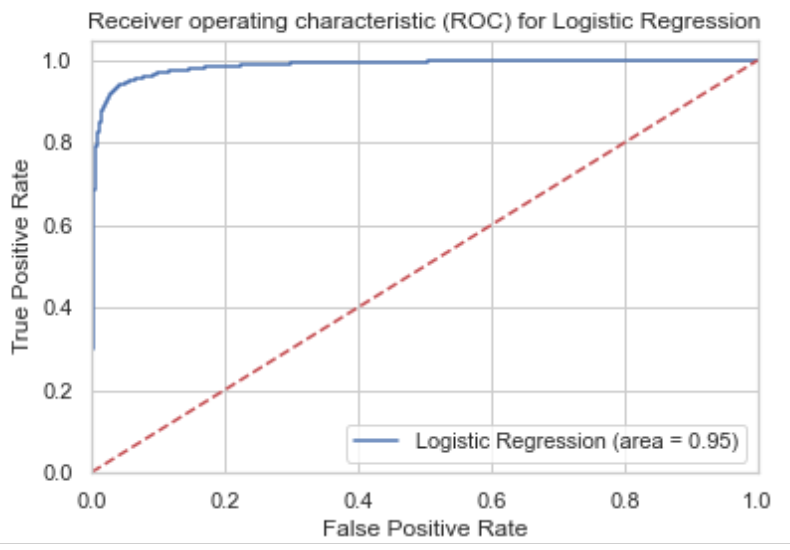 Receiver operating characteristic (ROC) for Logistic Regression
1.0
0.8
0.6
0.4
0.2
0.0
True Positive Rate
Logistic Regression (area = 0.95)
0.0 0.2 0.4 0.6 0.8 1.0
False Positive Rate